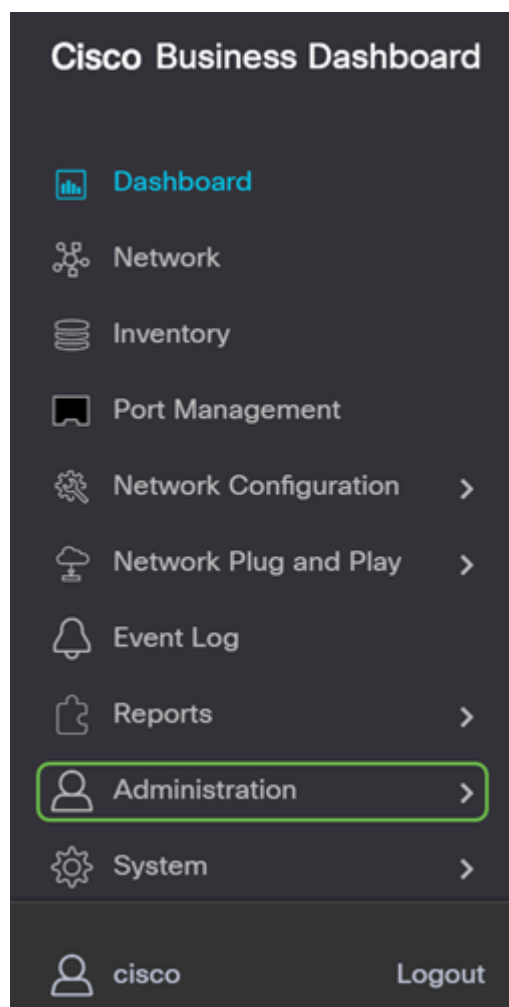 Cisco Business Dashboard
Dashboard
Network
Inventory
Port Management
Network Configuration
Network Plug and Play
Event Log
Reports
Administration
System
cisco Logout